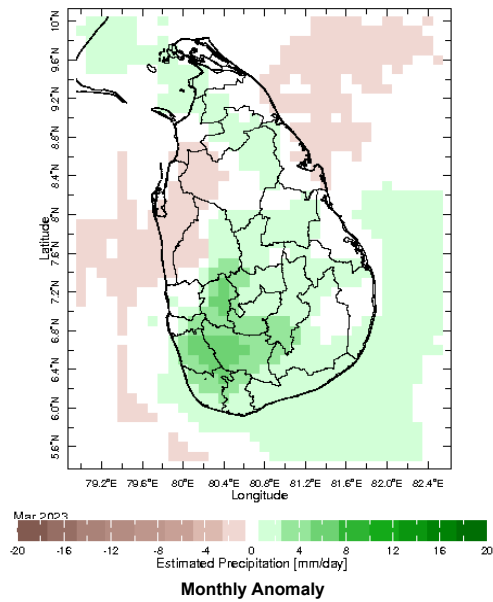 10°N
9.6°N
9.2°N
8.8°N
8.4°N
8°N
7.6°N
7.2°N
6.8°N
6.4°N
6.0°N
5.6°N
Latitude
79.2°E 79.6°E 80°E 80.4°E 80.8°E 81.2°E 81.6°E 82°E 82.4°E
Longitude
Mar 2023
-20 -16 -12 -8 -4 0 4 8 12 16 20
Estimated Precipitation [mm/day]
Monthly Anomaly